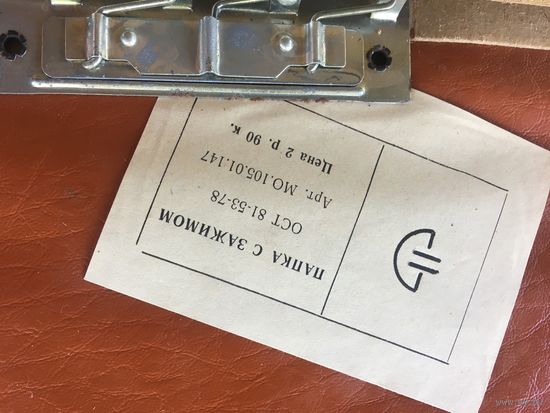 ПАПКА С ЗАЖИМОМ
ОСТ 81-53-78
Арт. МО.105.01.147
Цена 2 р. 90 к.